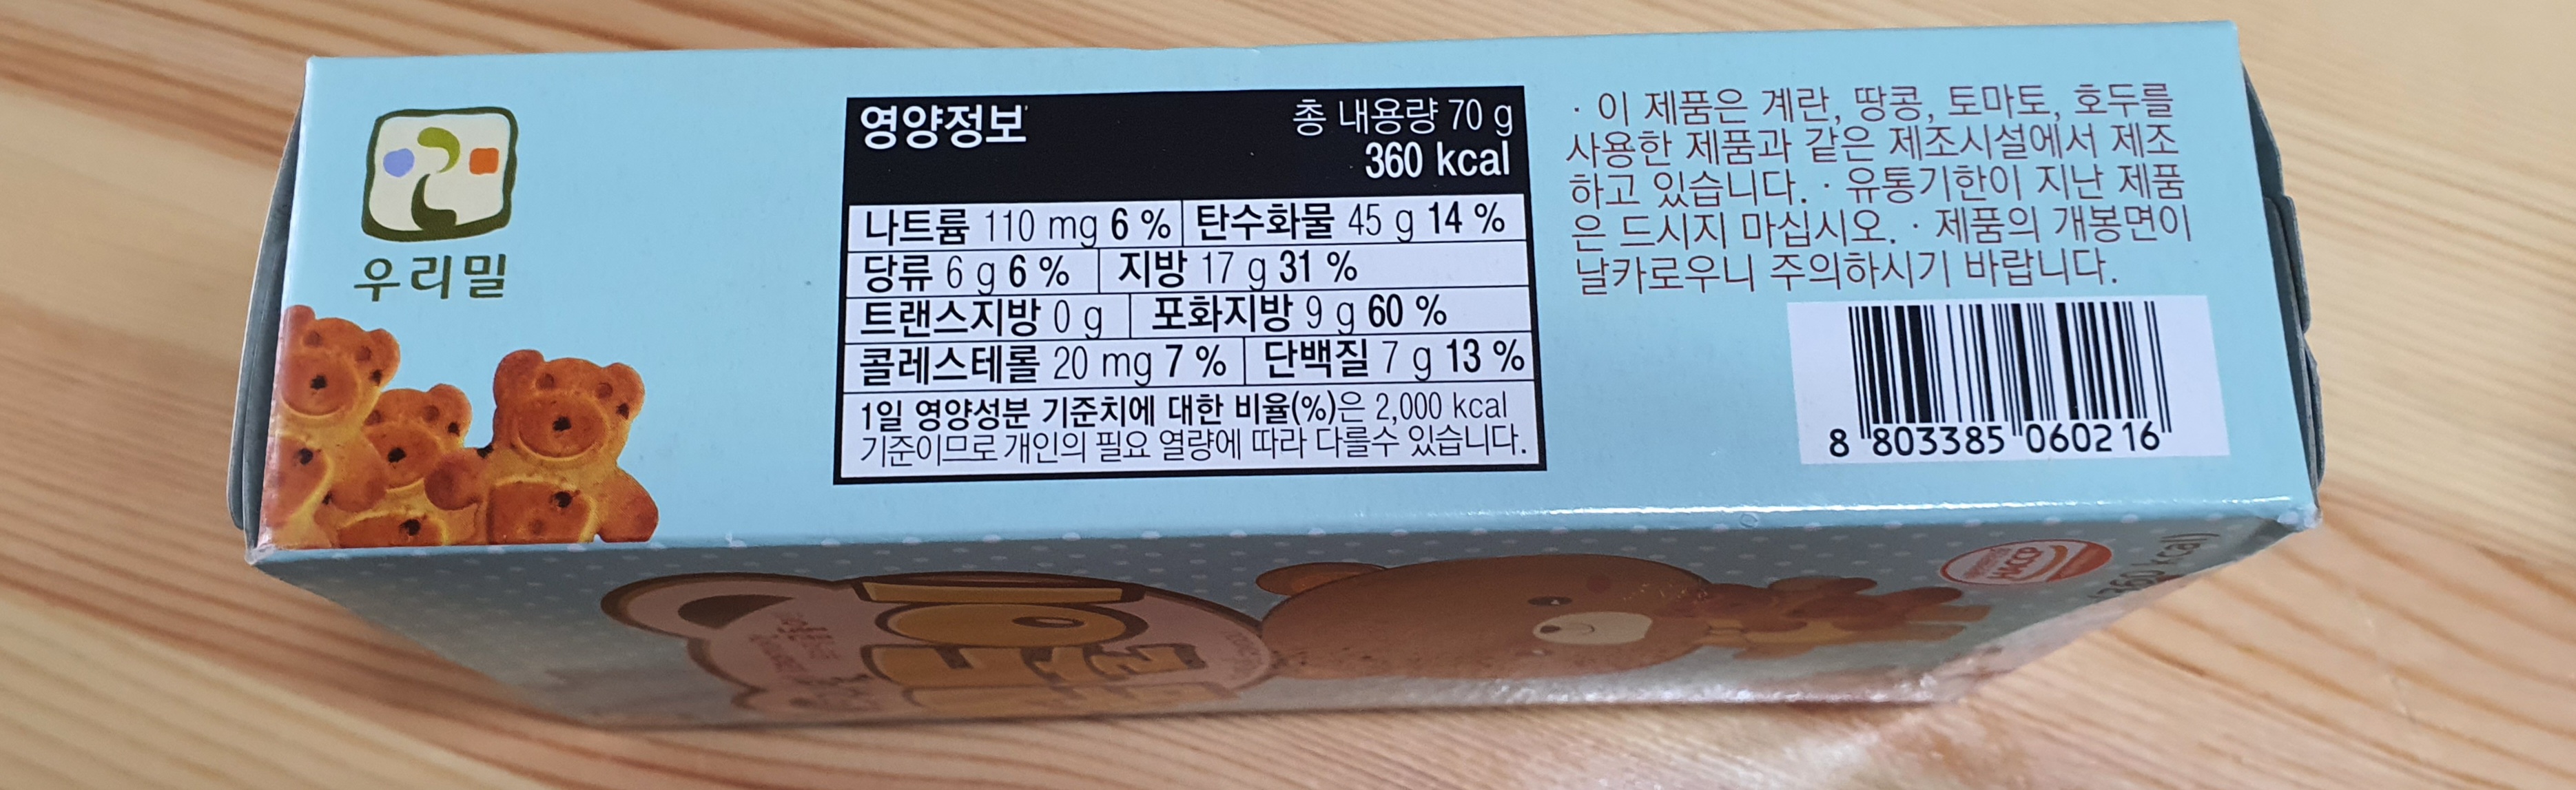 우리밀
영양정보
총 내용량 70 g
360 kcal
나트륨 110 mg 6 % 탄수화물 45 g 14 %
당류 6 g 6 % 지방 17 g 31 %
트랜스지방 0 g 포화지방 9 g 60 %
콜레스테롤 20 mg 7 % 단백질 7 g 13 %
1일 영양성분 기준치에 대한 비율(%)은 2,000 kcal
기준이므로 개인의 필요 열량에 따라 다를수 있습니다.
· 이 제품은 계란, 땅콩, 토마토, 호두를
사용한 제품과 같은 제조시설에서 제조
하고 있습니다. · 유통기한이 지난 제품
은 드시지 마십시오. · 제품의 개봉면이
날카로우니 주의하시기 바랍니다.
8 803385 060216
HACCP
360 kcal)